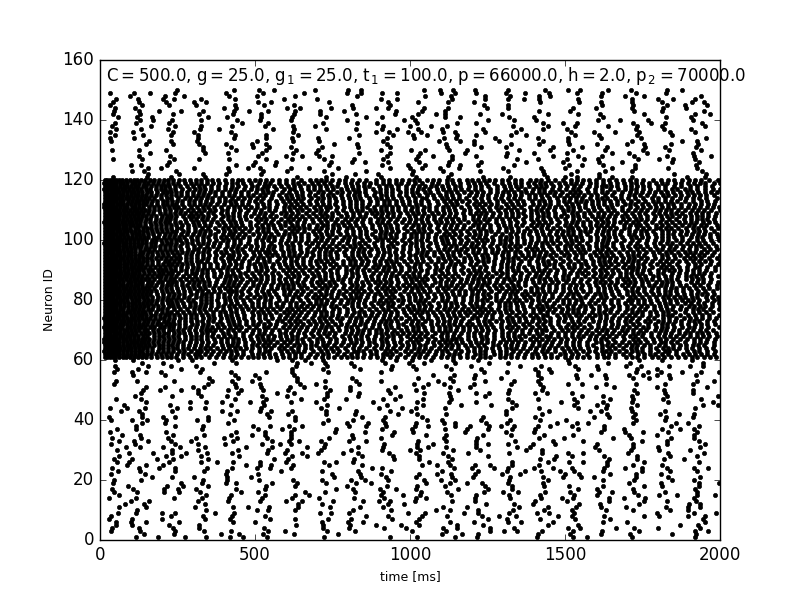 C = 500.0, g = 25.0, g₁ = 25.0, t₁ = 100.0, p = 66000.0, h = 2.0, p₂ = 70000.0
160
140
120
100
80
60
40
20
0
Neuron ID
0 500 1000 1500 2000
time [ms]